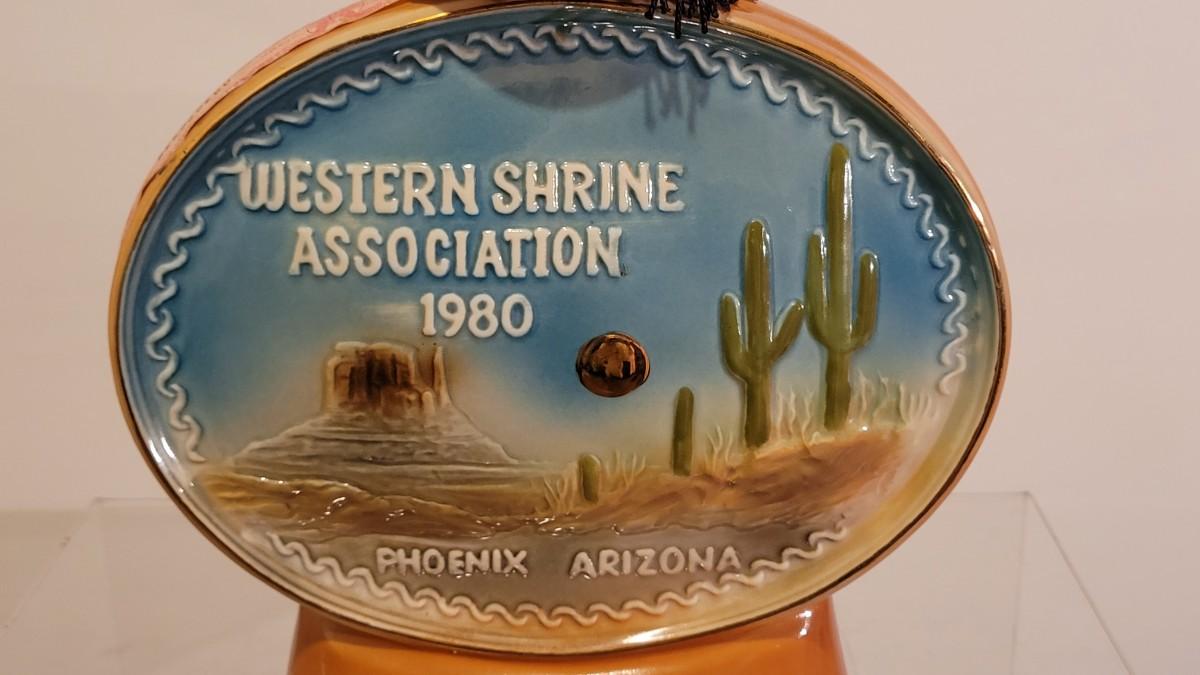 WESTERN SHRINE
ASSOCIATION
1980
PHOENIX ARIZONA